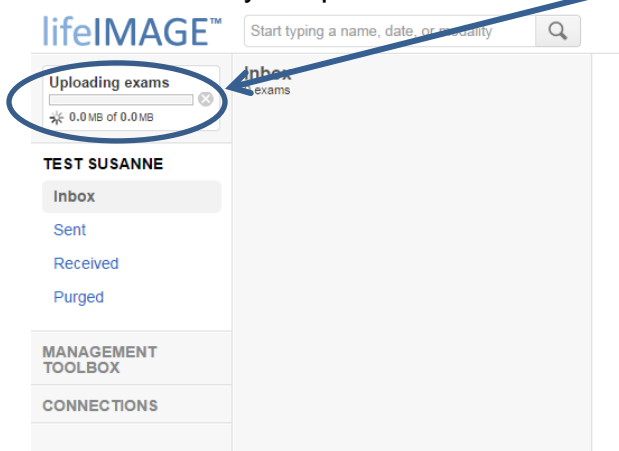 lifeIMAGE™
Start typing a name, date, or modality
Uploading exams
0.0 MB of 0.0 MB
Inbox
exams
TEST SUSANNE
Inbox
Sent
Received
Purged
MANAGEMENT
TOOLBOX
CONNECTIONS